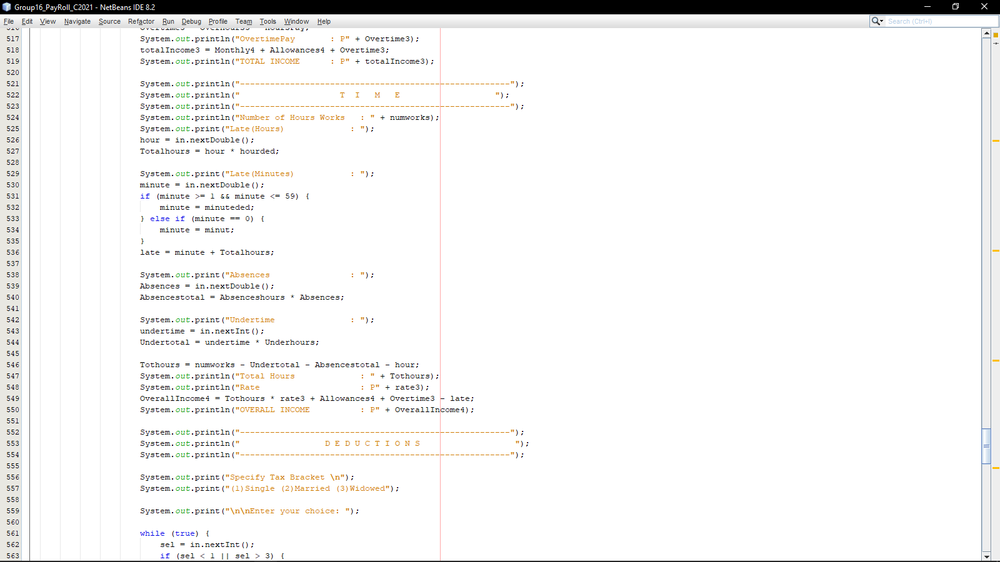 Group16_PayRoll_C2021 - NetBeans IDE 8.2
File Edit View Navigate Source Refactor Run Debug Profile Team Tools Window Help Search (Ctrl+I)
517 System.out.println("OvertimePay       : P" + Overtime3);
518 totalIncome3 = Monthly4 + Allowances4 + Overtime3;
519 System.out.println("TOTAL INCOME      : P" + totalIncome3);
520
521 System.out.println("------------------------------------------------------");
522 System.out.println("                    T  I   M   E                   ");
523 System.out.println("------------------------------------------------------");
524 System.out.println("Number of Hours Works   : " + numworks);
525 System.out.print("Late(Hours)             : ");
526 hour = in.nextDouble();
527 Totalhours = hour * hourded;
528
529 System.out.print("Late(Minutes)           : ");
530 minute = in.nextDouble();
531 if (minute >= 1 && minute <= 59) {
532     minute = minuteded;
533 } else if (minute == 0) {
534     minute = minut;
535 }
536 late = minute + Totalhours;
537
538 System.out.print("Absences                : ");
539 Absences = in.nextDouble();
540 Absencestotal = Absenceshours * Absences;
541
542 System.out.print("Undertime               : ");
543 undertime = in.nextInt();
544 Undertotal = undertime * Underhours;
545
546 Tothours = numworks - Undertotal - Absencestotal - hour;
547 System.out.println("Total Hours             : " + Tothours);
548 System.out.println("Rate                    : P" + rate3);
549 OverallIncome4 = Tothours * rate3 + Allowances4 + Overtime3 - late;
550 System.out.println("OVERALL INCOME          : P" + OverallIncome4);
551
552 System.out.println("------------------------------------------------------");
553 System.out.println("                 D E D U C T I O N S                   ");
554 System.out.println("------------------------------------------------------");
555
556 System.out.print("Specify Tax Bracket \n");
557 System.out.print("(1)Single (2)Married (3)Widowed");
558
559 System.out.print("\n\nEnter your choice: ");
560
561 while (true) {
562     sel = in.nextInt();
563     if (sel < 1 || sel > 3) {